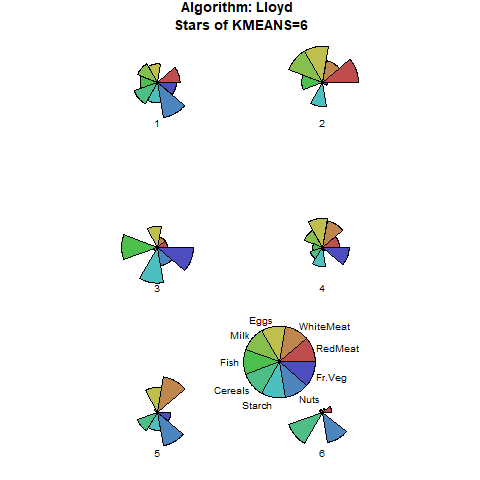 Algorithm: Lloyd
Stars of KMEANS=6
1
2
3
4
Eggs
WhiteMeat
Milk
RedMeat
Fish
Fr.Veg
Cereals
Nuts
Starch
5
6